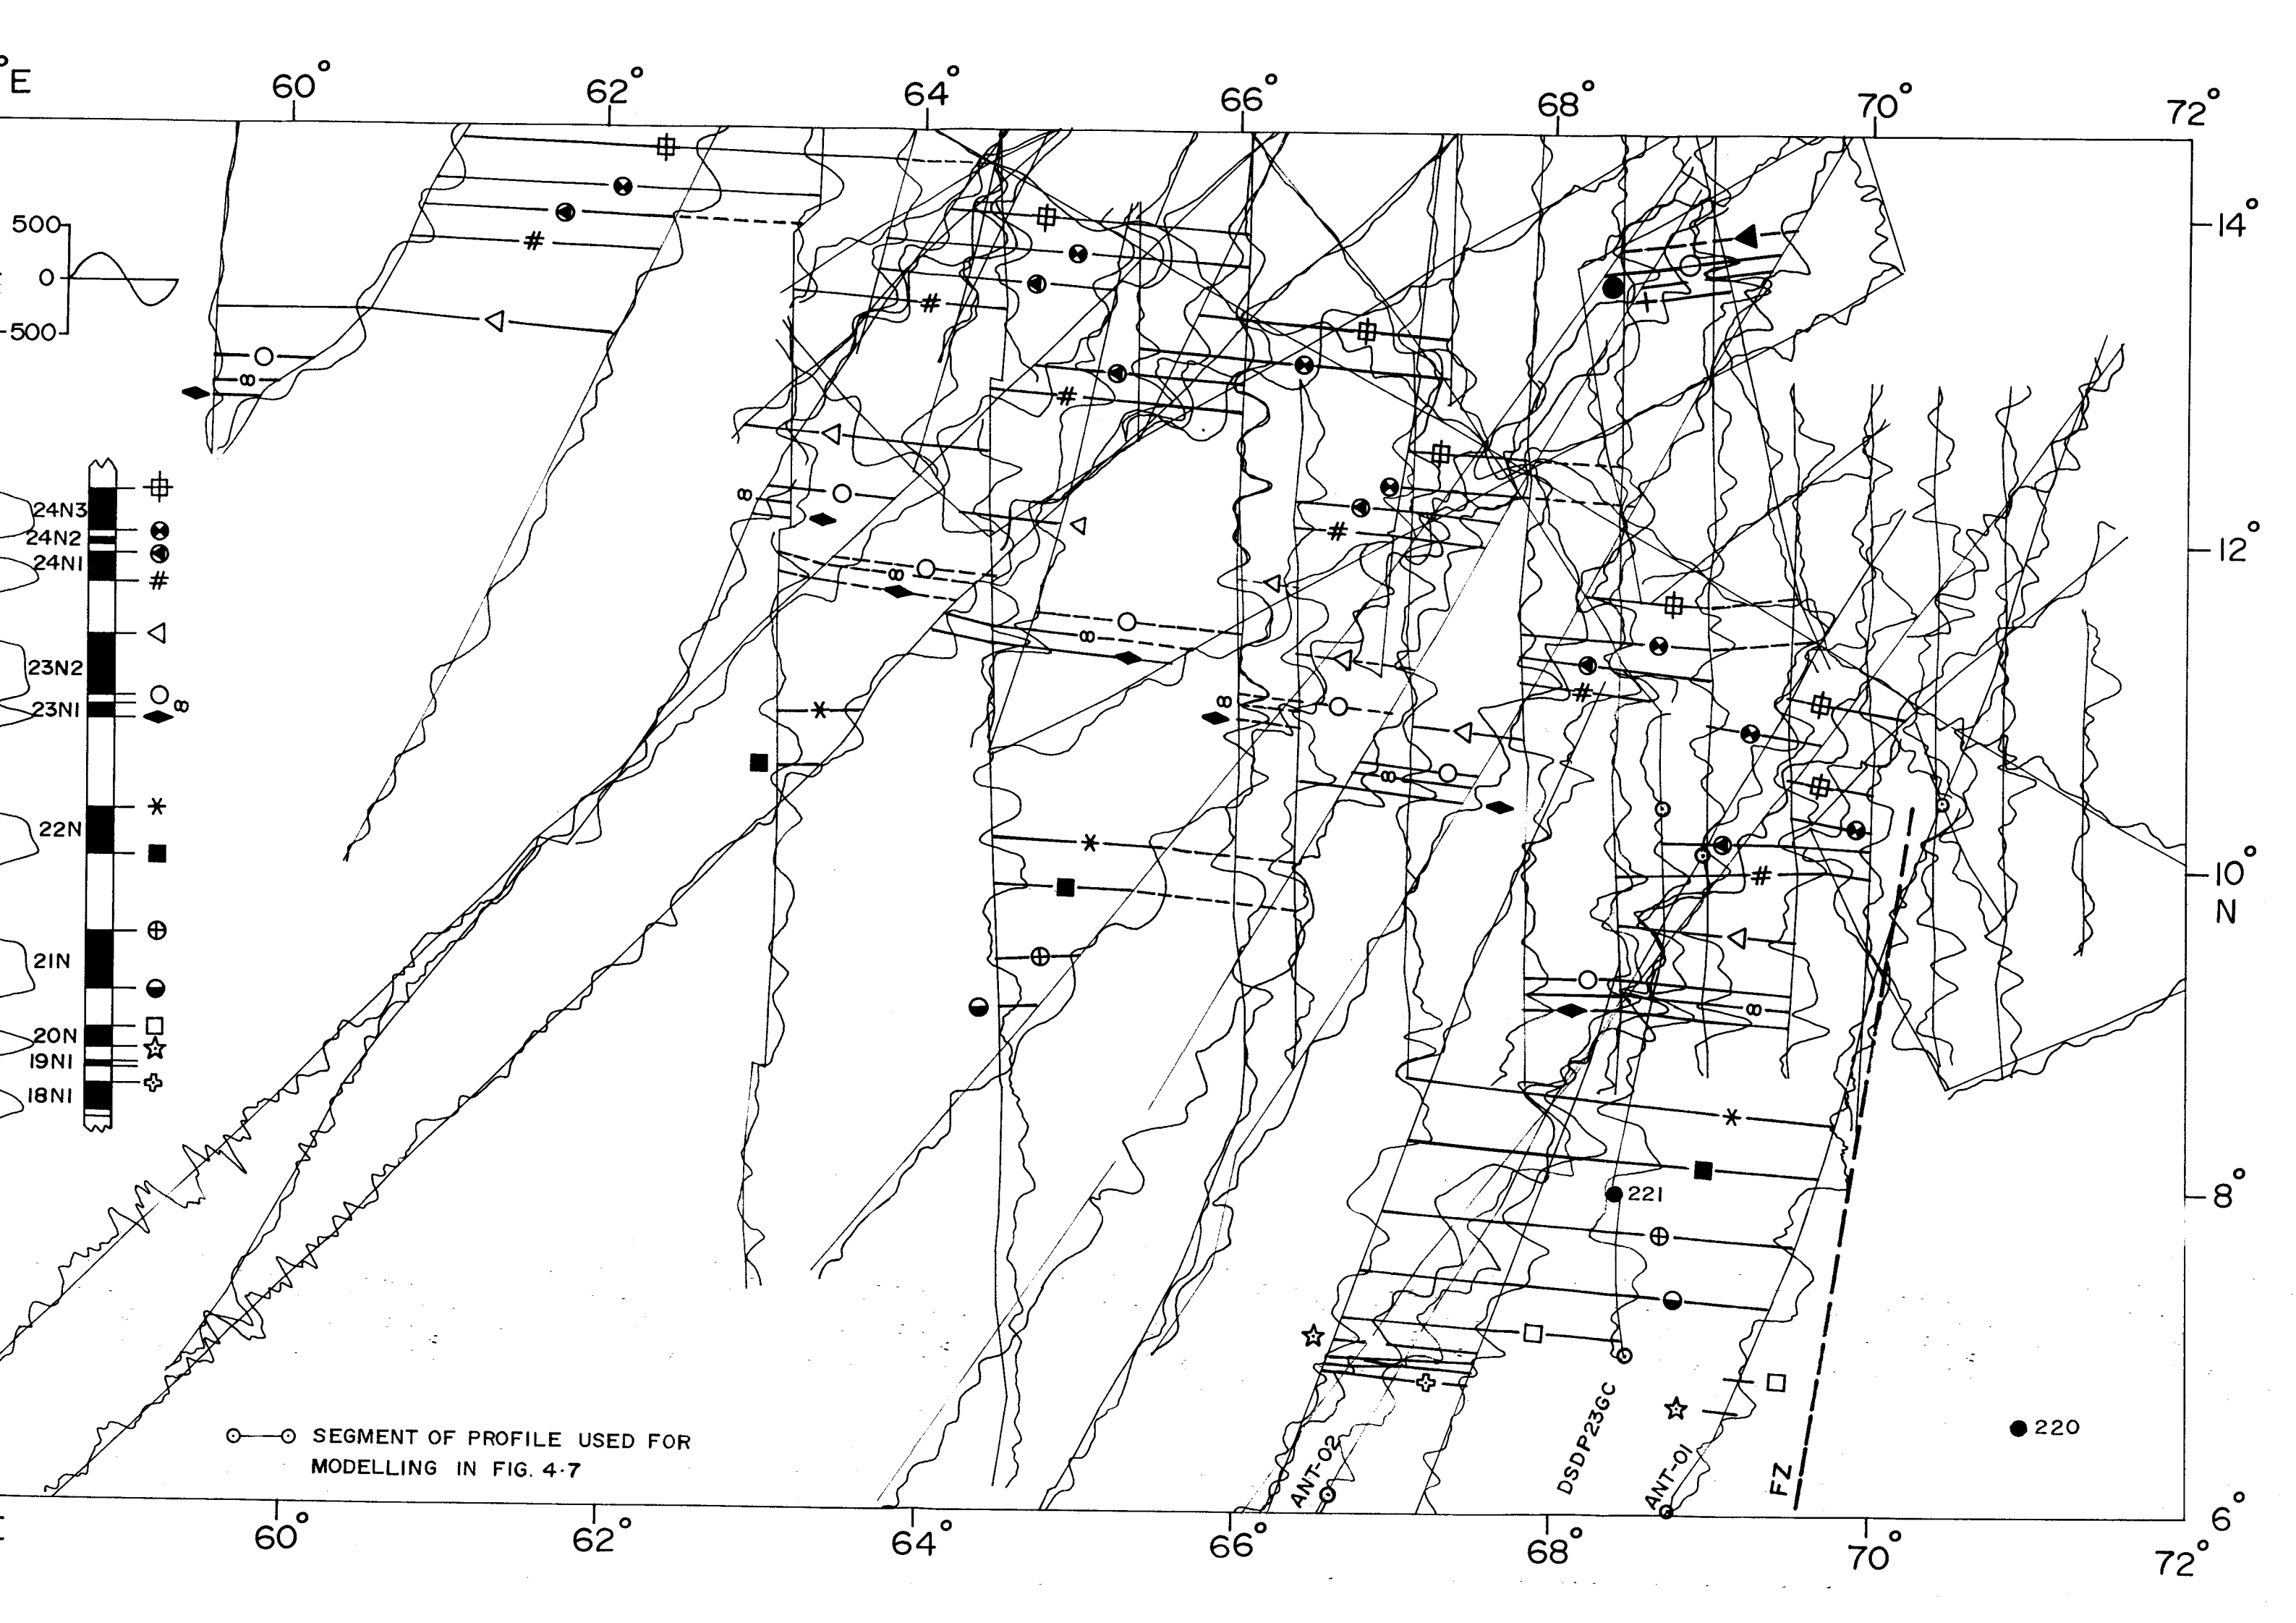 °E 60° 62° 64° 66° 68° 70° 72°
14°
500
0
-500
24N3
24N2
12°
24N1
23N2
23N1
22N
10°
N
21N
20N
19N1
18N1
8°
221
SEGMENT OF PROFILE USED FOR
MODELLING IN FIG. 4·7
ANT-02
DSDP23GC
ANT-01
FZ
220
6°
60° 62° 64° 66° 68° 70° 72°